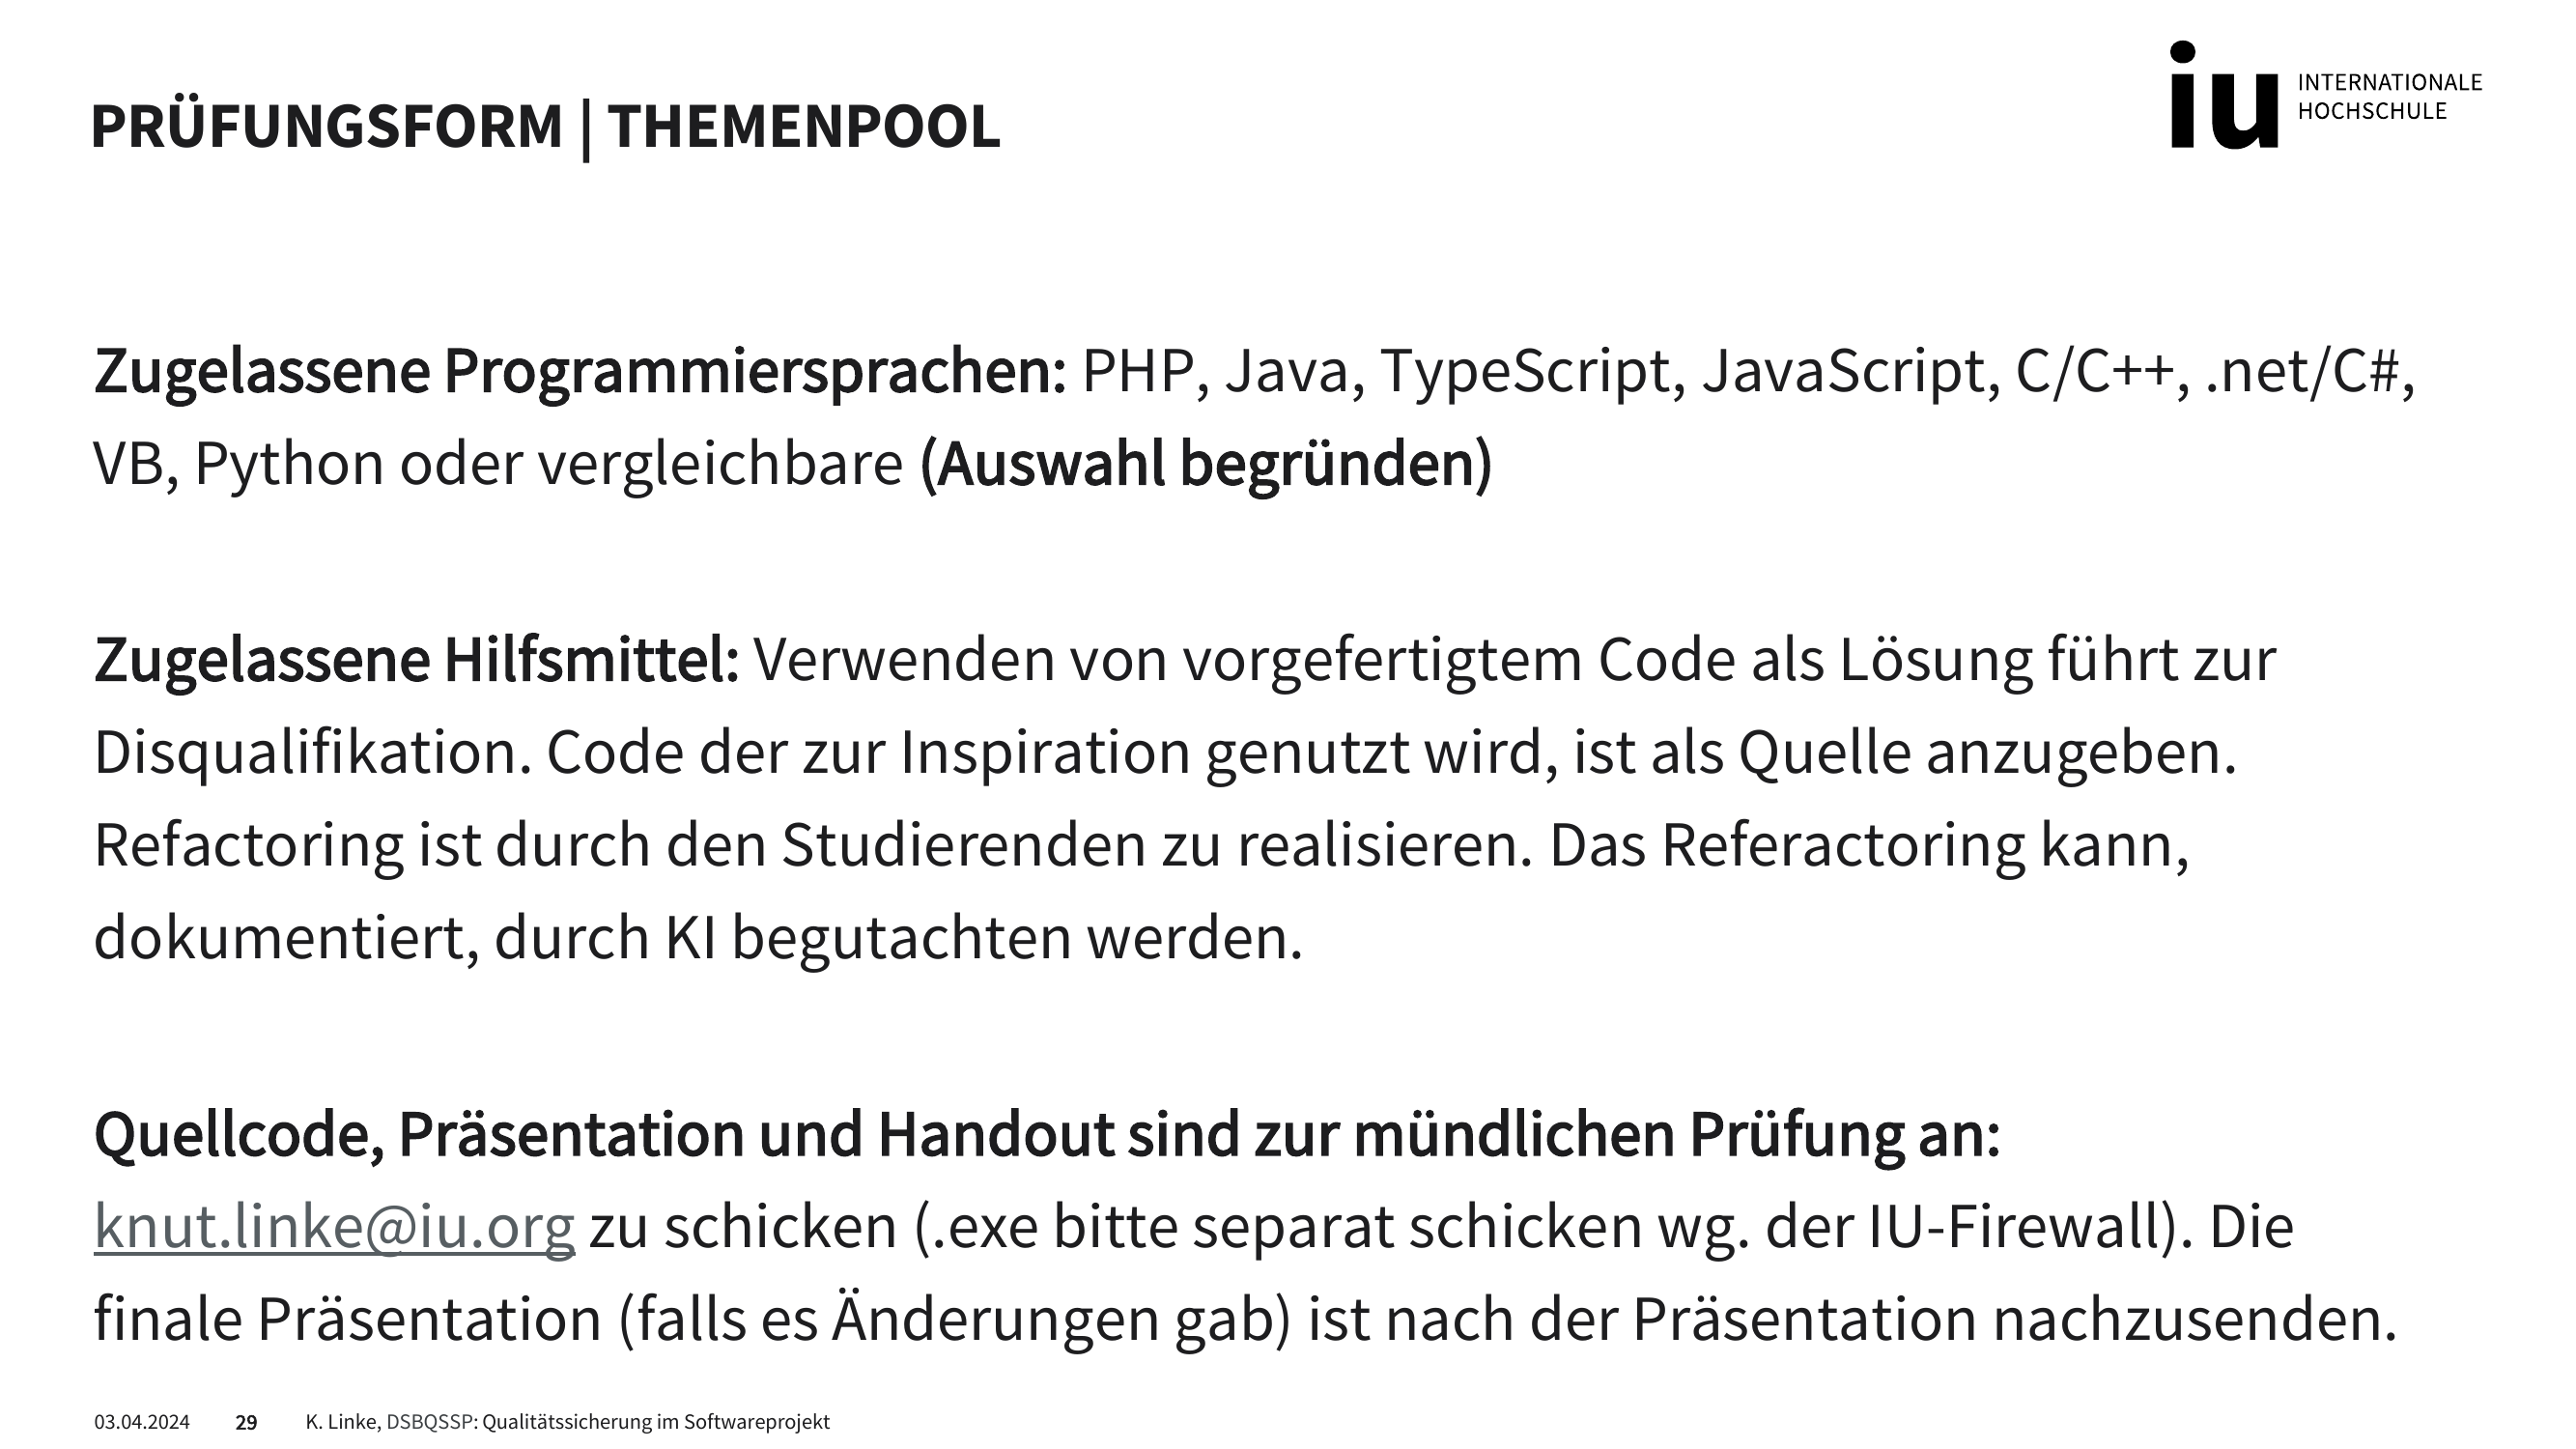 PRÜFUNGSFORM | THEMENPOOL
iu INTERNATIONALE
HOCHSCHULE
Zugelassene Programmiersprachen: PHP, Java, TypeScript, JavaScript, C/C++, .net/C#,
VB, Python oder vergleichbare (Auswahl begründen)
Zugelassene Hilfsmittel: Verwenden von vorgefertigtem Code als Lösung führt zur
Disqualifikation. Code der zur Inspiration genutzt wird, ist als Quelle anzugeben.
Refactoring ist durch den Studierenden zu realisieren. Das Referactoring kann,
dokumentiert, durch KI begutachten werden.
Quellcode, Präsentation und Handout sind zur mündlichen Prüfung an:
knut.linke@iu.org zu schicken (.exe bitte separat schicken wg. der IU-Firewall). Die
finale Präsentation (falls es Änderungen gab) ist nach der Präsentation nachzusenden.
03.04.2024 29 K. Linke, DSBQSSP: Qualitätssicherung im Softwareprojekt